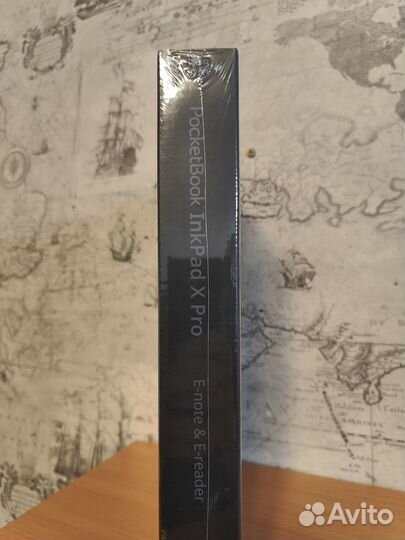 PocketBook InkPad X Pro
E-note & E-reader
Avito